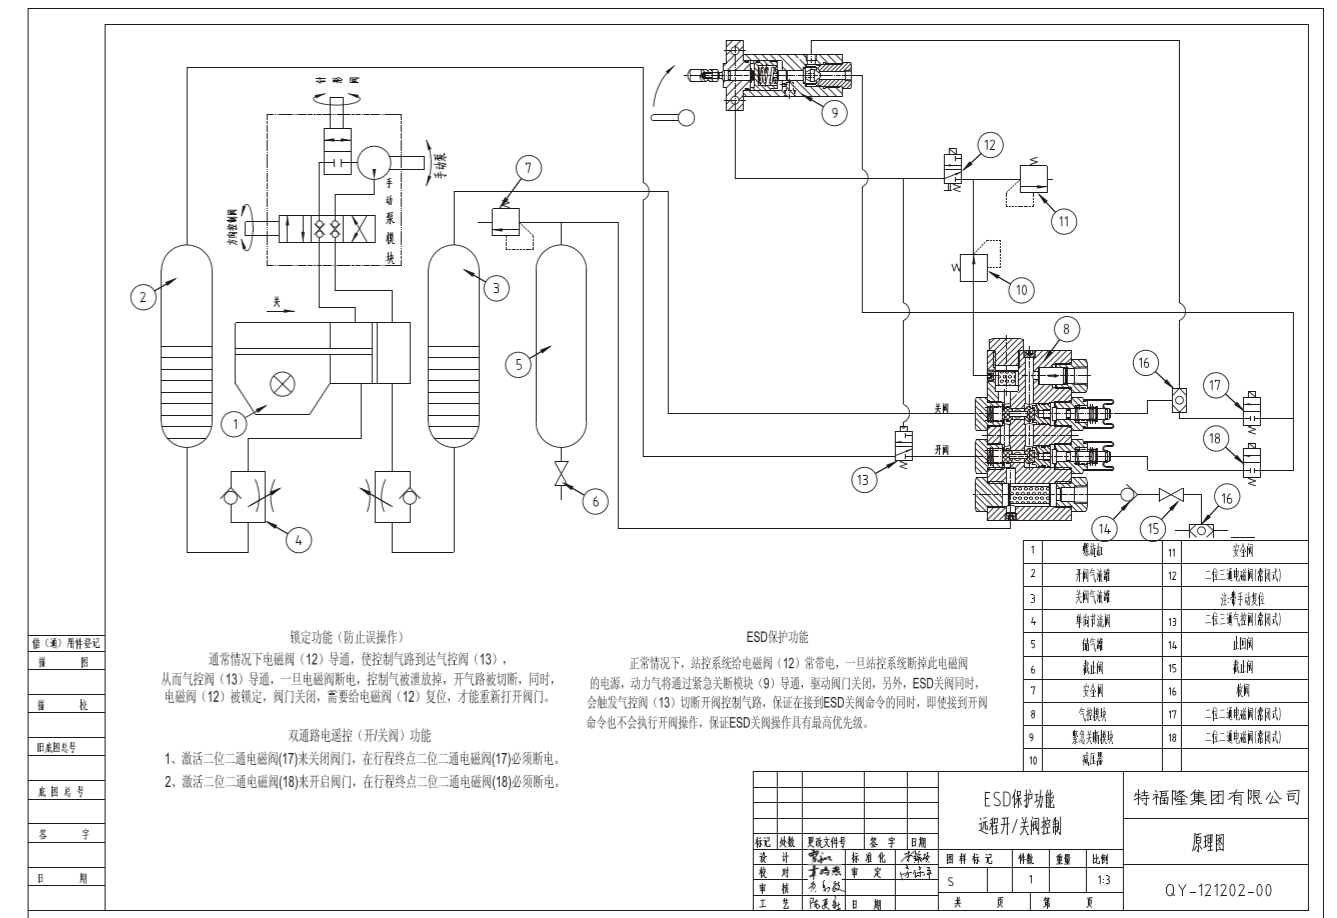 针形阀
手动泵
手动泵模块
方向控制阀
关
1
2
3
4
5
6
7
8
9
10
11
12
13
14
15
16
16
17
18
关阀
开阀
锁定功能（防止误操作）
通常情况下电磁阀（12）导通，使控制气路到达气控阀（13），
从而气控阀（13）导通，一旦电磁阀断电，控制气被泄放掉，开气路被切断，同时，
电磁阀（12）被锁定，阀门关闭，需要给电磁阀（12）复位，才能重新打开阀门。
双通路电遥控（开/关阀）功能
1、激活二位二通电磁阀(17)来关闭阀门，在行程终点二位二通电磁阀(17)必须断电。
2、激活二位二通电磁阀(18)来开启阀门，在行程终点二位二通电磁阀(18)必须断电。
ESD保护功能
正常情况下，站控系统给电磁阀（12）常带电，一旦站控系统断掉此电磁阀
的电源，动力气将通过紧急关断模块（9）导通，驱动阀门关闭，另外，ESD关阀同时，
会触发气控阀（13）切断开阀控制气路，保证在接到ESD关阀命令的同时，即使接到开阀
命令也不会执行开阀操作，保证ESD关阀操作具有最高优先级。
1 螺旋缸 11 安全阀
2 开阀气液罐 12 二位三通电磁阀(常闭式)
3 关阀气液罐 注:带手动复位
4 单向节流阀 13 二位三通气控阀(常闭式)
5 储气罐 14 止回阀
6 截止阀 15 截止阀
7 安全阀 16 梭阀
8 气控模块 17 二位二通电磁阀(常闭式)
9 紧急关断模块 18 二位二通电磁阀(常闭式)
10 减压器
借（通）用件登记
描 图
描 校
旧底图总号
底图总号
签 字
日 期
标记 处数 更改文件号 签 字 日期
设 计 标准化
校 对 审 定
审 核
工 艺 日 期
ESD保护功能
远程开/关阀控制
图样标记 件数 重量 比例
S 1 1:3
共 页 第 页
特福隆集团有限公司
原理图
QY-121202-00